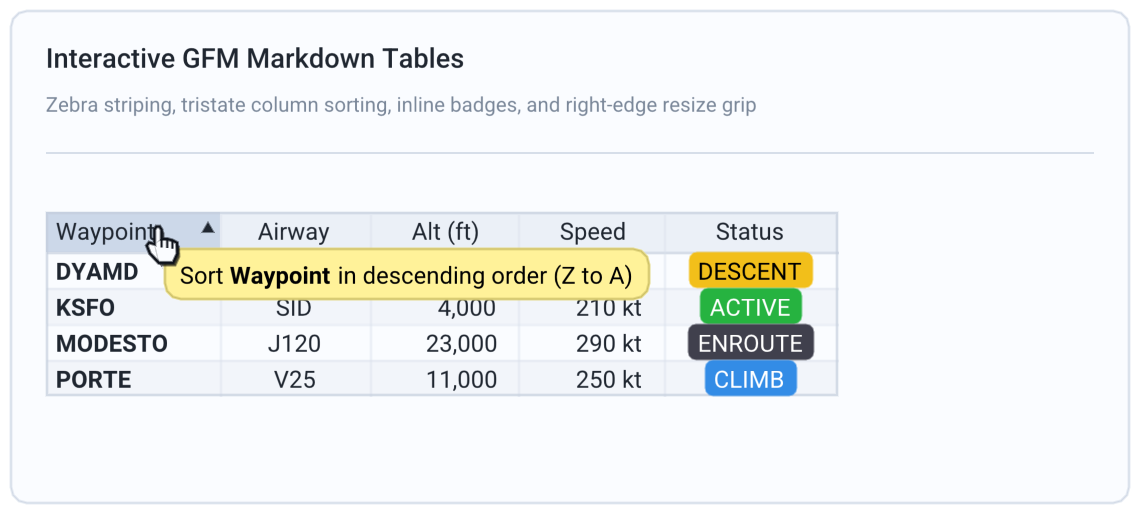 Interactive GFM Markdown Tables
Zebra striping, tristate column sorting, inline badges, and right-edge resize grip
Waypoint ▲ Airway Alt (ft) Speed Status
DYAMD DESCENT
Sort Waypoint in descending order (Z to A)
KSFO SID 4,000 210 kt ACTIVE
MODESTO J120 23,000 290 kt ENROUTE
PORTE V25 11,000 250 kt CLIMB